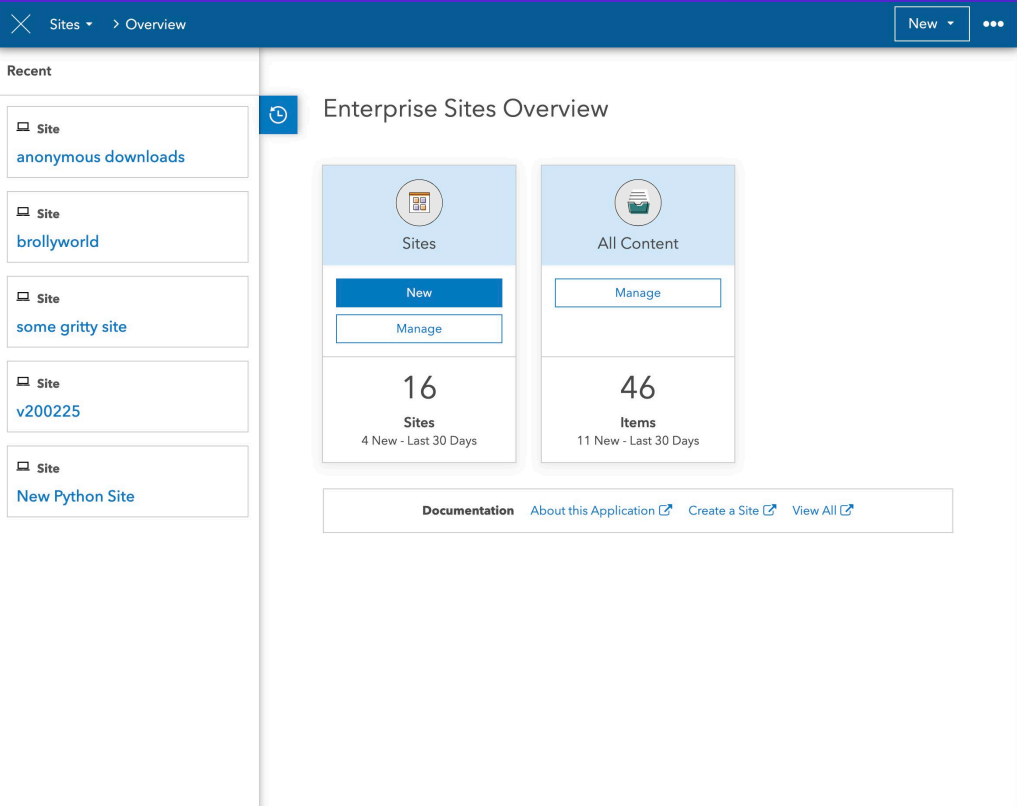 Sites
> Overview
New
Recent
Site
anonymous downloads
Site
brollyworld
Site
some gritty site
Site
v200225
Site
New Python Site
Enterprise Sites Overview
Sites
New
Manage
16
Sites
4 New - Last 30 Days
All Content
Manage
46
Items
11 New - Last 30 Days
Documentation About this Application Create a Site View All